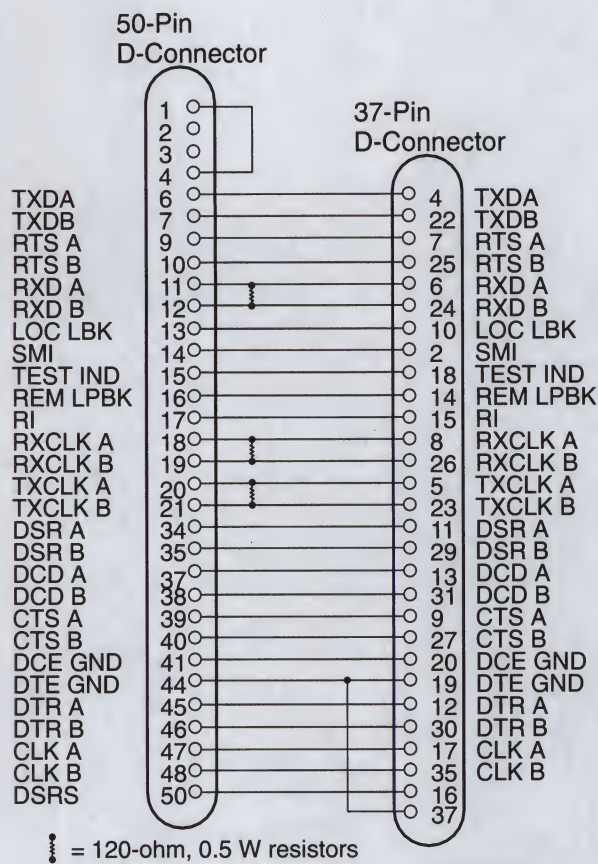 50-Pin
D-Connector
37-Pin
D-Connector
1
2
3
4
TXDA 6 4 TXDA
TXDB 7 22 TXDB
RTS A 9 7 RTS A
RTS B 10 25 RTS B
RXD A 11 6 RXD A
RXD B 12 24 RXD B
LOC LBK 13 10 LOC LBK
SMI 14 2 SMI
TEST IND 15 18 TEST IND
REM LPBK 16 14 REM LPBK
RI 17 15 RI
RXCLK A 18 8 RXCLK A
RXCLK B 19 26 RXCLK B
TXCLK A 20 5 TXCLK A
TXCLK B 21 23 TXCLK B
DSR A 34 11 DSR A
DSR B 35 29 DSR B
DCD A 37 13 DCD A
DCD B 38 31 DCD B
CTS A 39 9 CTS A
CTS B 40 27 CTS B
DCE GND 41 20 DCE GND
DTE GND 44 19 DTE GND
DTR A 45 12 DTR A
DTR B 46 30 DTR B
CLK A 47 17 CLK A
CLK B 48 35 CLK B
DSRS 50 16
37
= 120-ohm, 0.5 W resistors